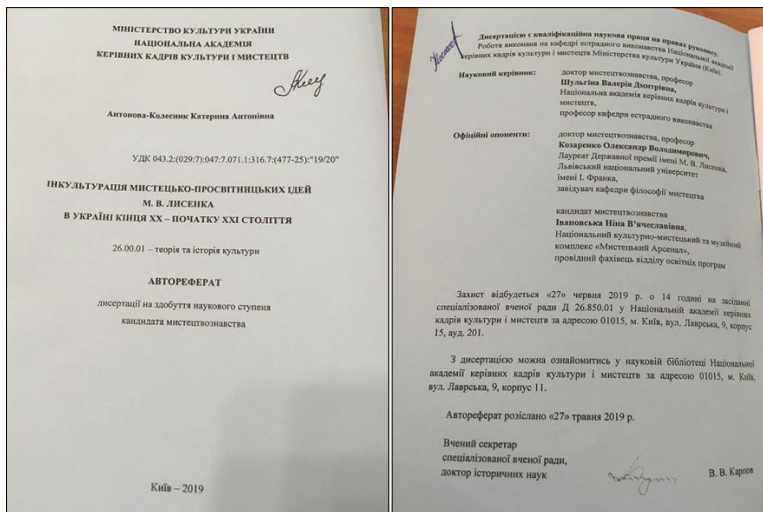 МІНІСТЕРСТВО КУЛЬТУРИ УКРАЇНИ
НАЦІОНАЛЬНА АКАДЕМІЯ
КЕРІВНИХ КАДРІВ КУЛЬТУРИ І МИСТЕЦТВ
Антонова-Колесник Катерина Антонівна
УДК 043.2:(029:7):047:7.071.1:316.7:(477-25):"19/20"
ІНКУЛЬТУРАЦІЯ МИСТЕЦЬКО-ПРОСВІТНИЦЬКИХ ІДЕЙ
М. В. ЛИСЕНКА
В УКРАЇНІ КІНЦЯ ХХ – ПОЧАТКУ ХХІ СТОЛІТТЯ
26.00.01 – теорія та історія культури
АВТОРЕФЕРАТ
дисертації на здобуття наукового ступеня
кандидата мистецтвознавства
Київ – 2019
Дисертацією є кваліфікаційна наукова праця на правах рукопису.
Робота виконана на кафедрі естрадного виконавства Національної академії
керівних кадрів культури і мистецтв Міністерства культури України (Київ).
Науковий керівник:
доктор мистецтвознавства, професор
Шульгіна Валерія Дмитрівна,
Національна академія керівних кадрів культури і
мистецтв,
професор кафедри естрадного виконавства
Офіційні опоненти:
доктор мистецтвознавства, професор
Козаренко Олександр Володимирович,
Лауреат Державної премії імені М. В. Лисенка,
Львівський національний університет
імені І. Франка,
завідувач кафедри філософії мистецтва
кандидат мистецтвознавства
Івановська Ніна В'ячеславівна,
Національний культурно-мистецький та музейний
комплекс «Мистецький Арсенал»,
провідний фахівець відділу освітніх програм
Захист відбудеться «27» червня 2019 р. о 14 годині на засіданні
спеціалізованої вченої ради Д 26.850.01 у Національній академії керівних
кадрів культури і мистецтв за адресою 01015, м. Київ, вул. Лаврська, 9, корпус
15, ауд. 201.
З дисертацією можна ознайомитись у науковій бібліотеці Національної
академії керівних кадрів культури і мистецтв за адресою 01015, м. Київ,
вул. Лаврська, 9, корпус 11.
Автореферат розіслано «27» травня 2019 р.
Вчений секретар
спеціалізованої вченої ради,
доктор історичних наук
В. В. Карпов